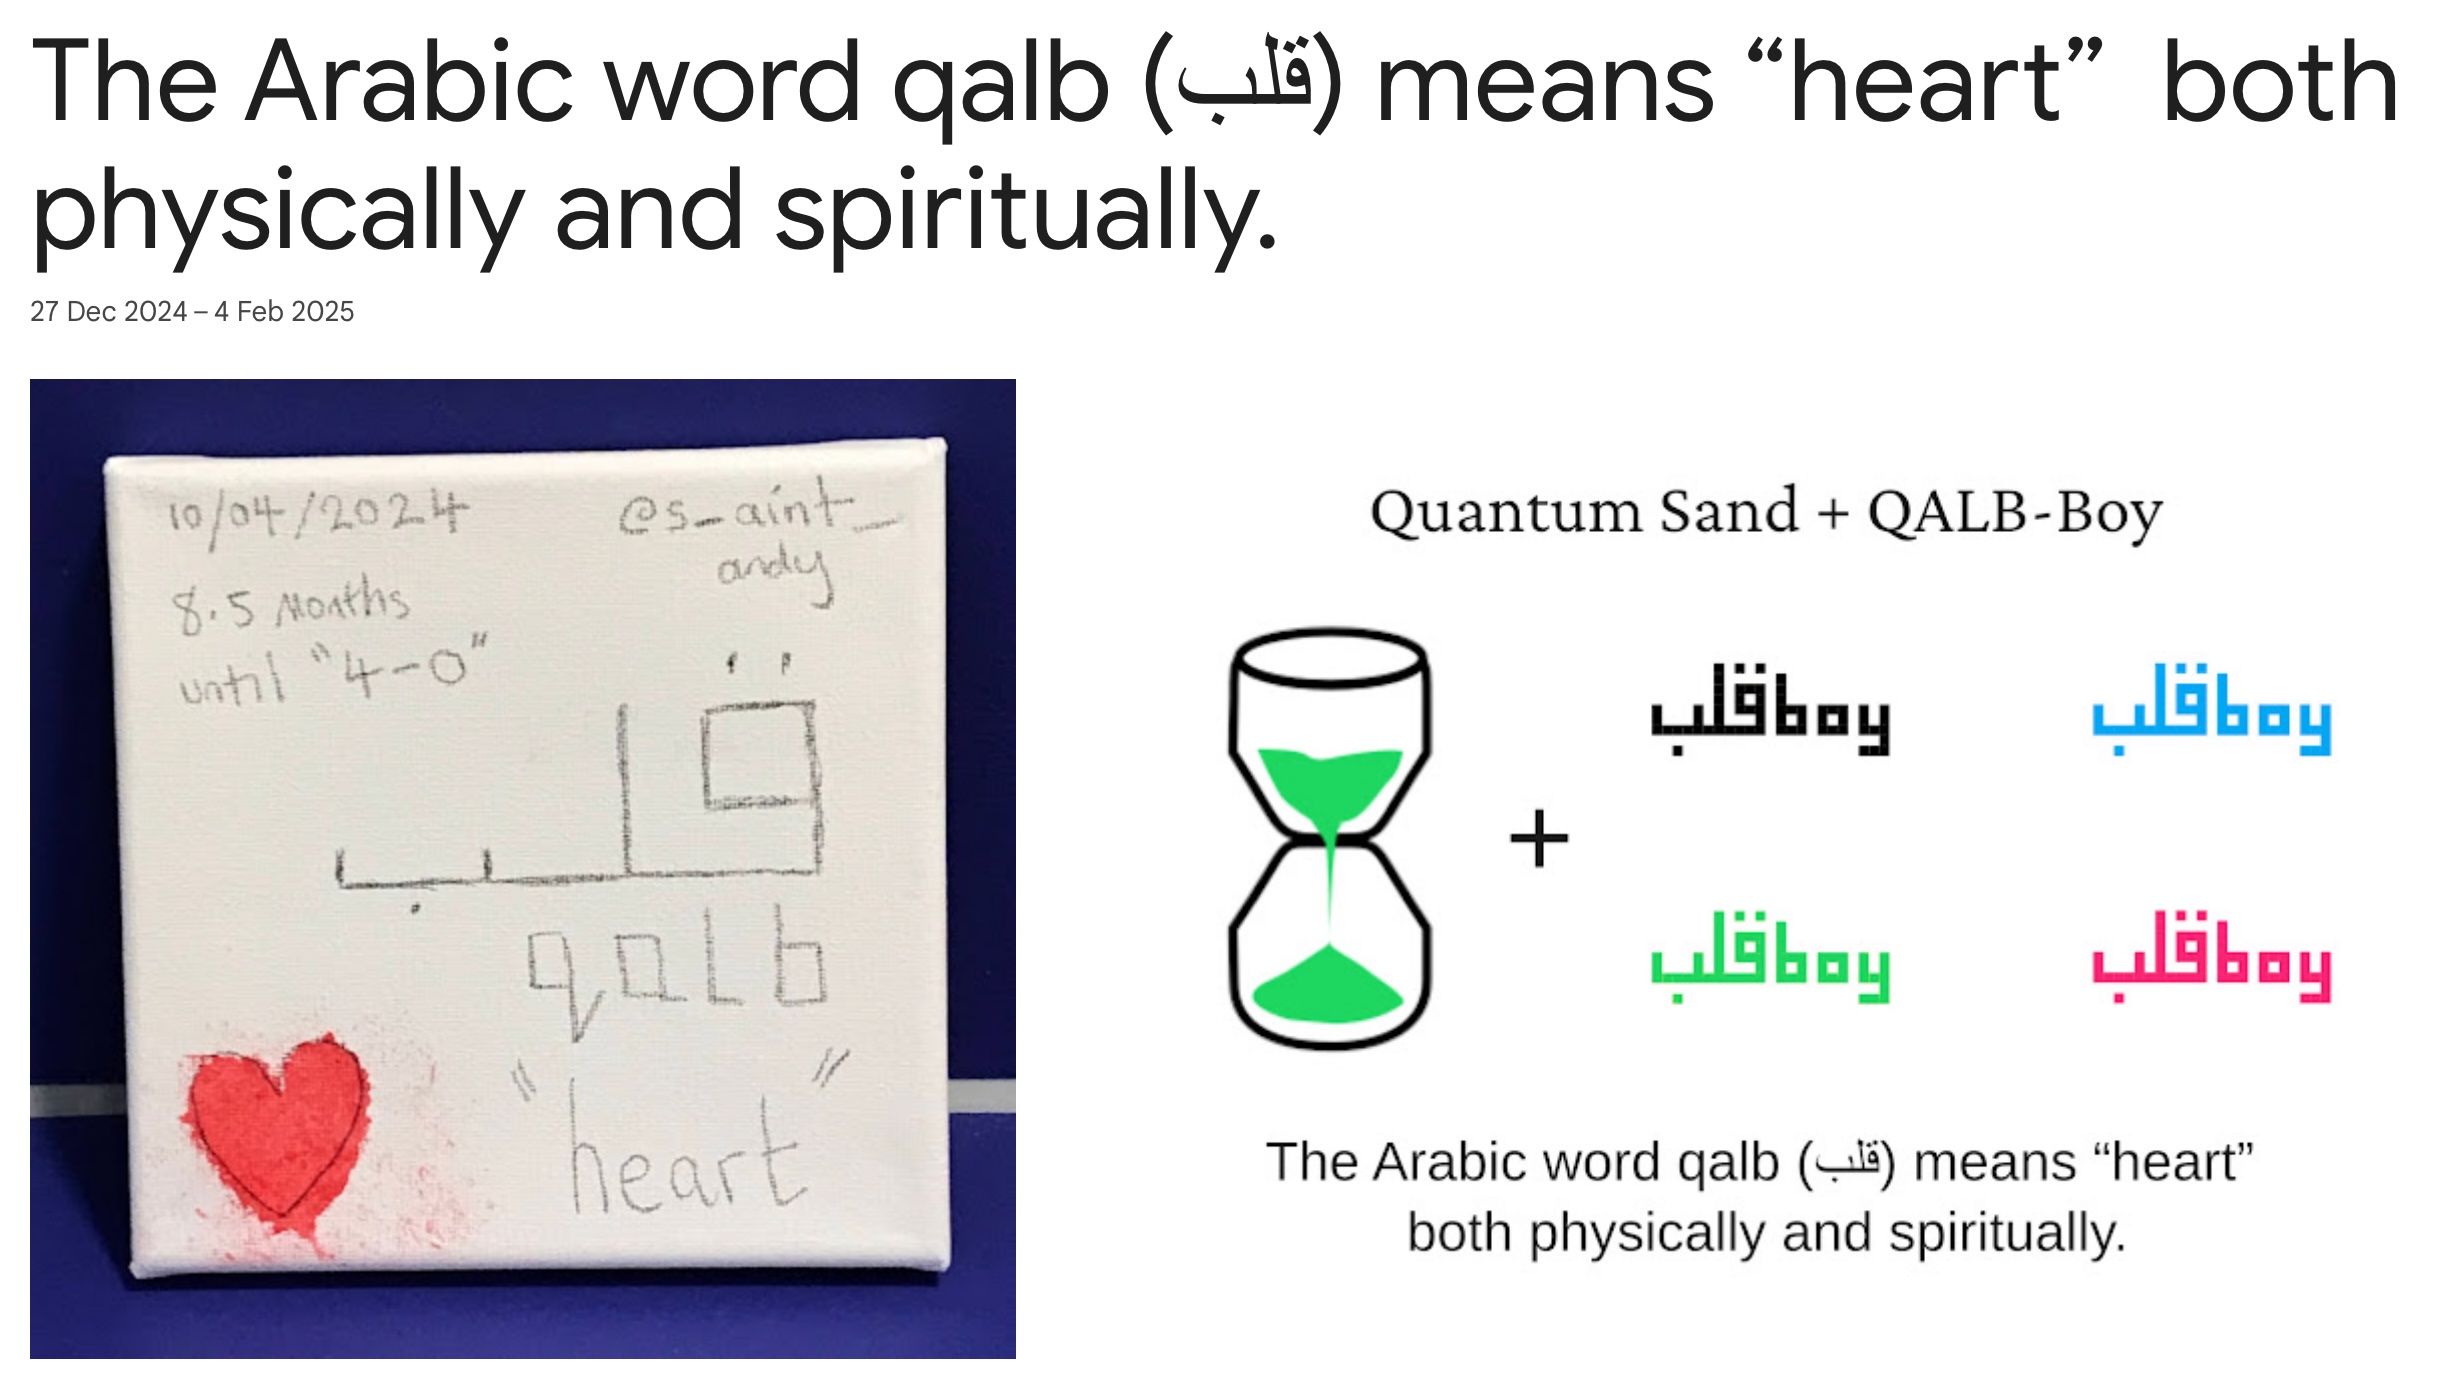 The Arabic word qalb (قلب) means “heart”  both
physically and spiritually.
27 Dec 2024 – 4 Feb 2025
10/04/2024
@s_aint_
andy
8.5 Months
until "4-0"
قلب
qalb
"heart"
Quantum Sand + QALB-Boy
قلبboy
قلبboy
+
قلبboy
قلبboy
The Arabic word qalb (قلب) means “heart”
both physically and spiritually.